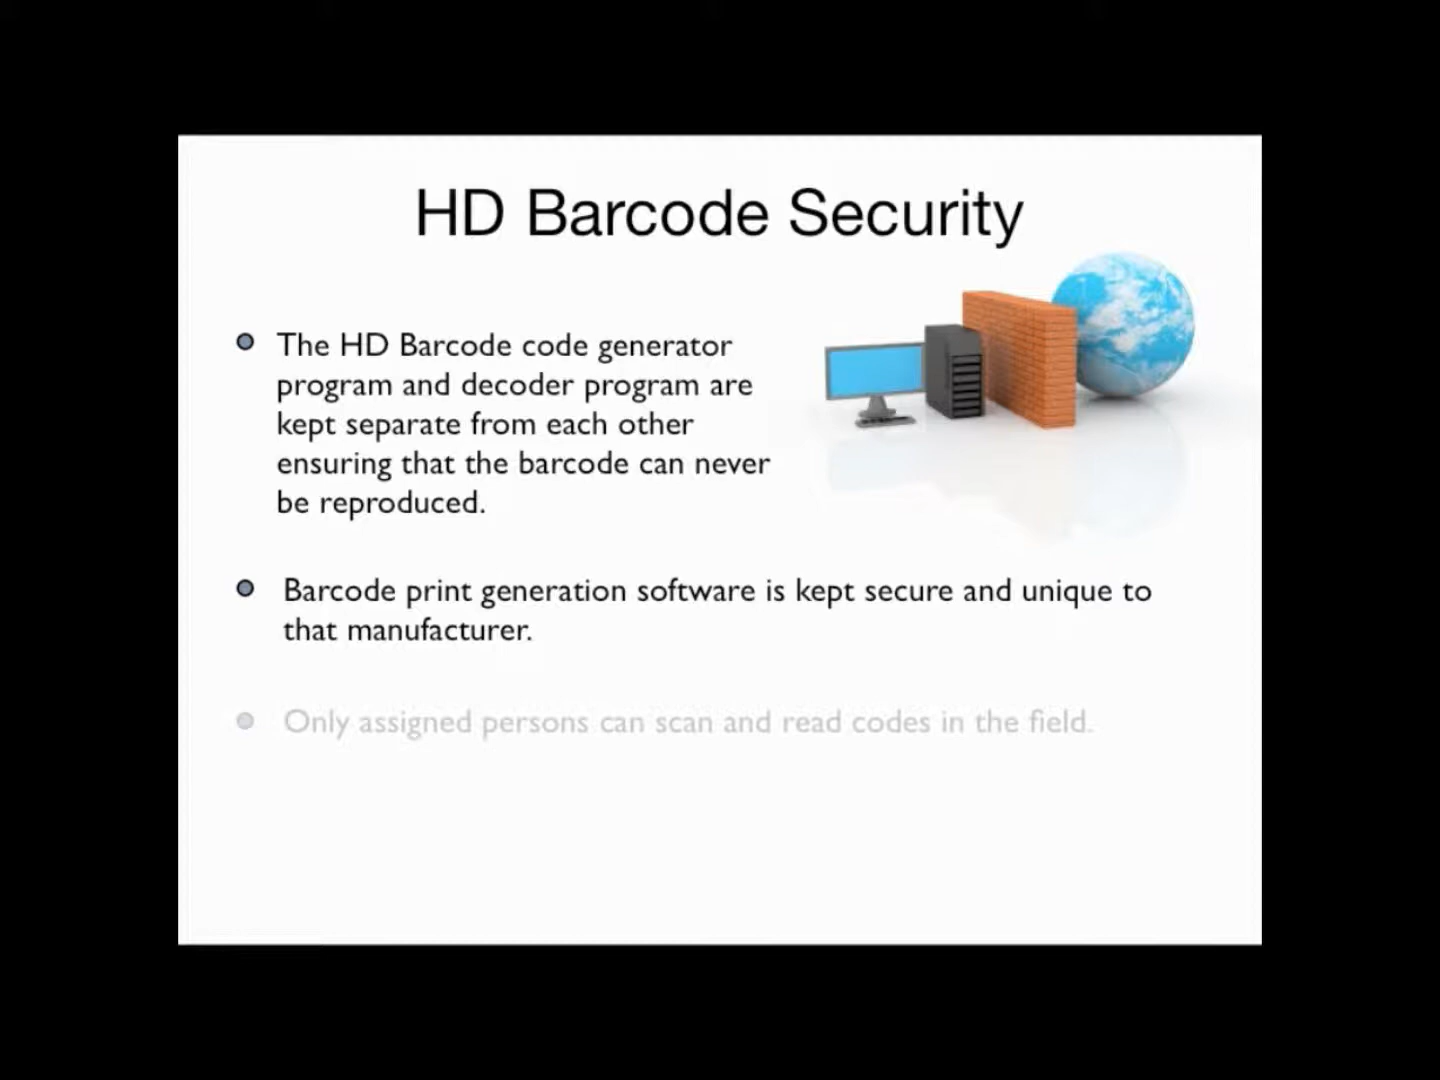 HD Barcode Security
The HD Barcode code generator
program and decoder program are
kept separate from each other
ensuring that the barcode can never
be reproduced.
Barcode print generation software is kept secure and unique to
that manufacturer.
Only assigned persons can scan and read codes in the field.